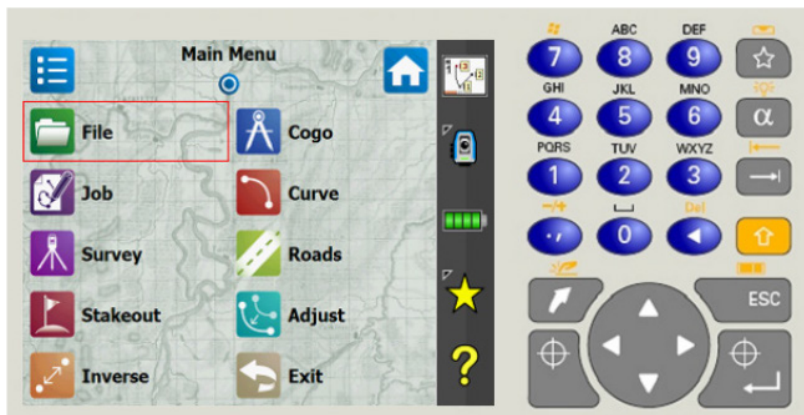 Main Menu
File
Cogo
Job
Curve
Survey
Roads
Stakeout
Adjust
Inverse
Exit
?
ABC
DEF
7
8
9
GHI
JKL
MNO
4
5
6
α
PQRS
TUV
WXYZ
1
2
3
-/+
Del
.,
0
ESC